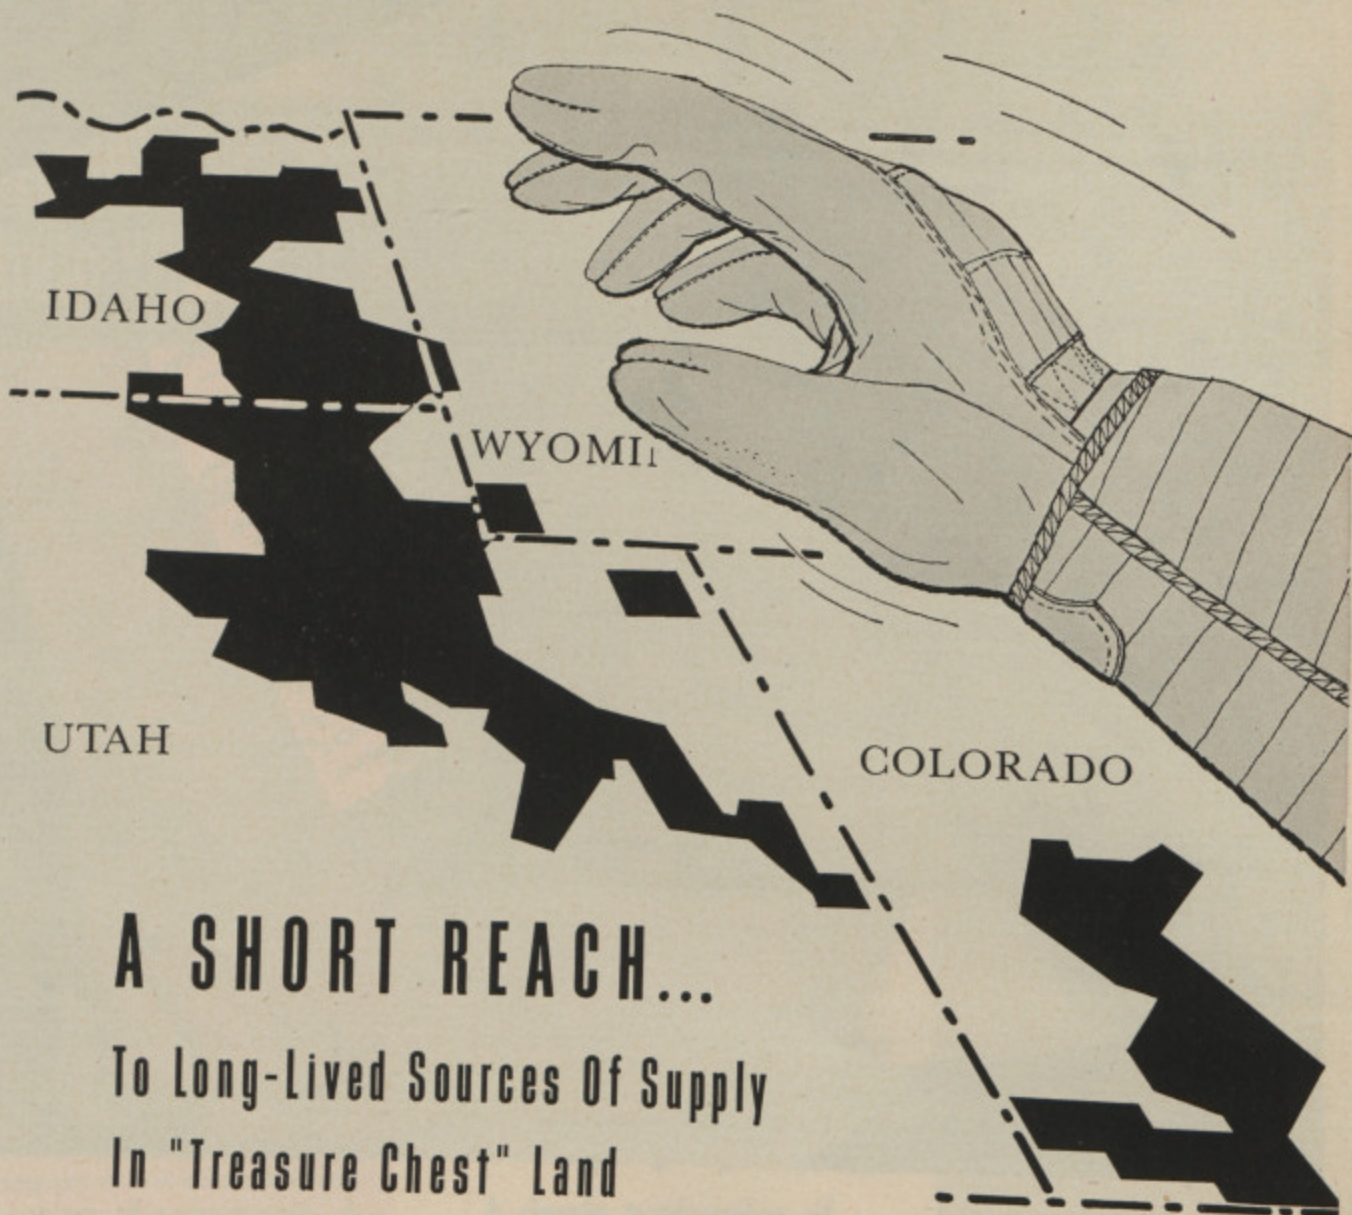 IDAHO
WYOMI
UTAH
COLORADO
A SHORT REACH...
To Long-Lived Sources Of Supply
In "Treasure Chest" Land